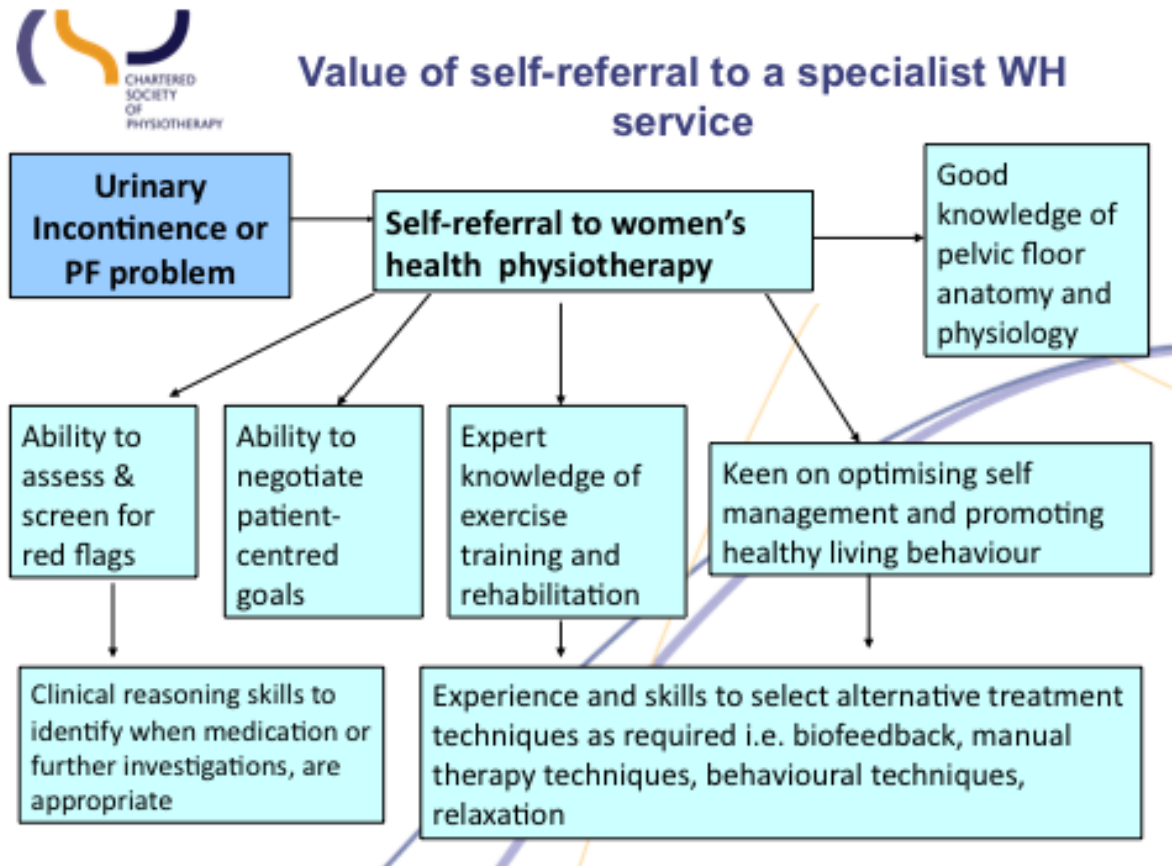 CHARTERED
SOCIETY
OF
PHYSIOTHERAPY
Value of self-referral to a specialist WH
service
Urinary
Incontinence or
PF problem
Self-referral to women's
health physiotherapy
Good
knowledge of
pelvic floor
anatomy and
physiology
Ability to
assess &
screen for
red flags
Ability to
negotiate
patient-
centred
goals
Expert
knowledge of
exercise
training and
rehabilitation
Keen on optimising self
management and promoting
healthy living behaviour
Clinical reasoning skills to
identify when medication or
further investigations, are
appropriate
Experience and skills to select alternative treatment
techniques as required i.e. biofeedback, manual
therapy techniques, behavioural techniques,
relaxation